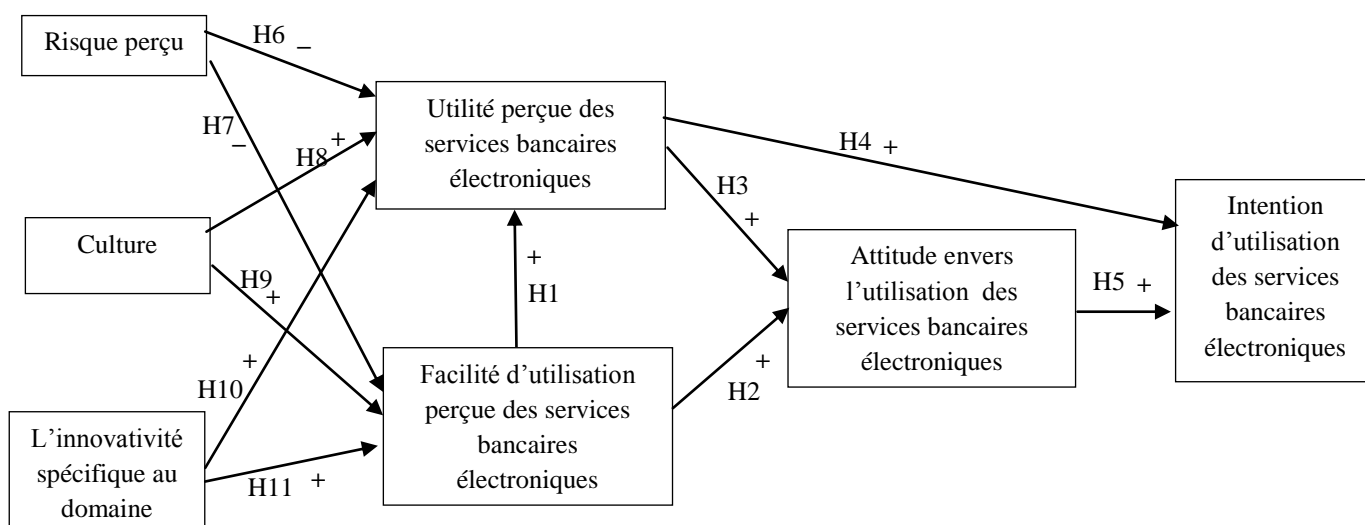 Risque perçu
H6
–
H7
–
H8
+
Culture
H9
+
H10
+
L’innovativité
spécifique au
domaine
H11
+
Utilité perçue des
services bancaires
électroniques
+
H1
Facilité d’utilisation
perçue des services
bancaires
électroniques
H4
+
H3
+
+
H2
Attitude envers
l’utilisation des
services bancaires
électroniques
H5
+
Intention
d’utilisation
des services
bancaires
électroniques